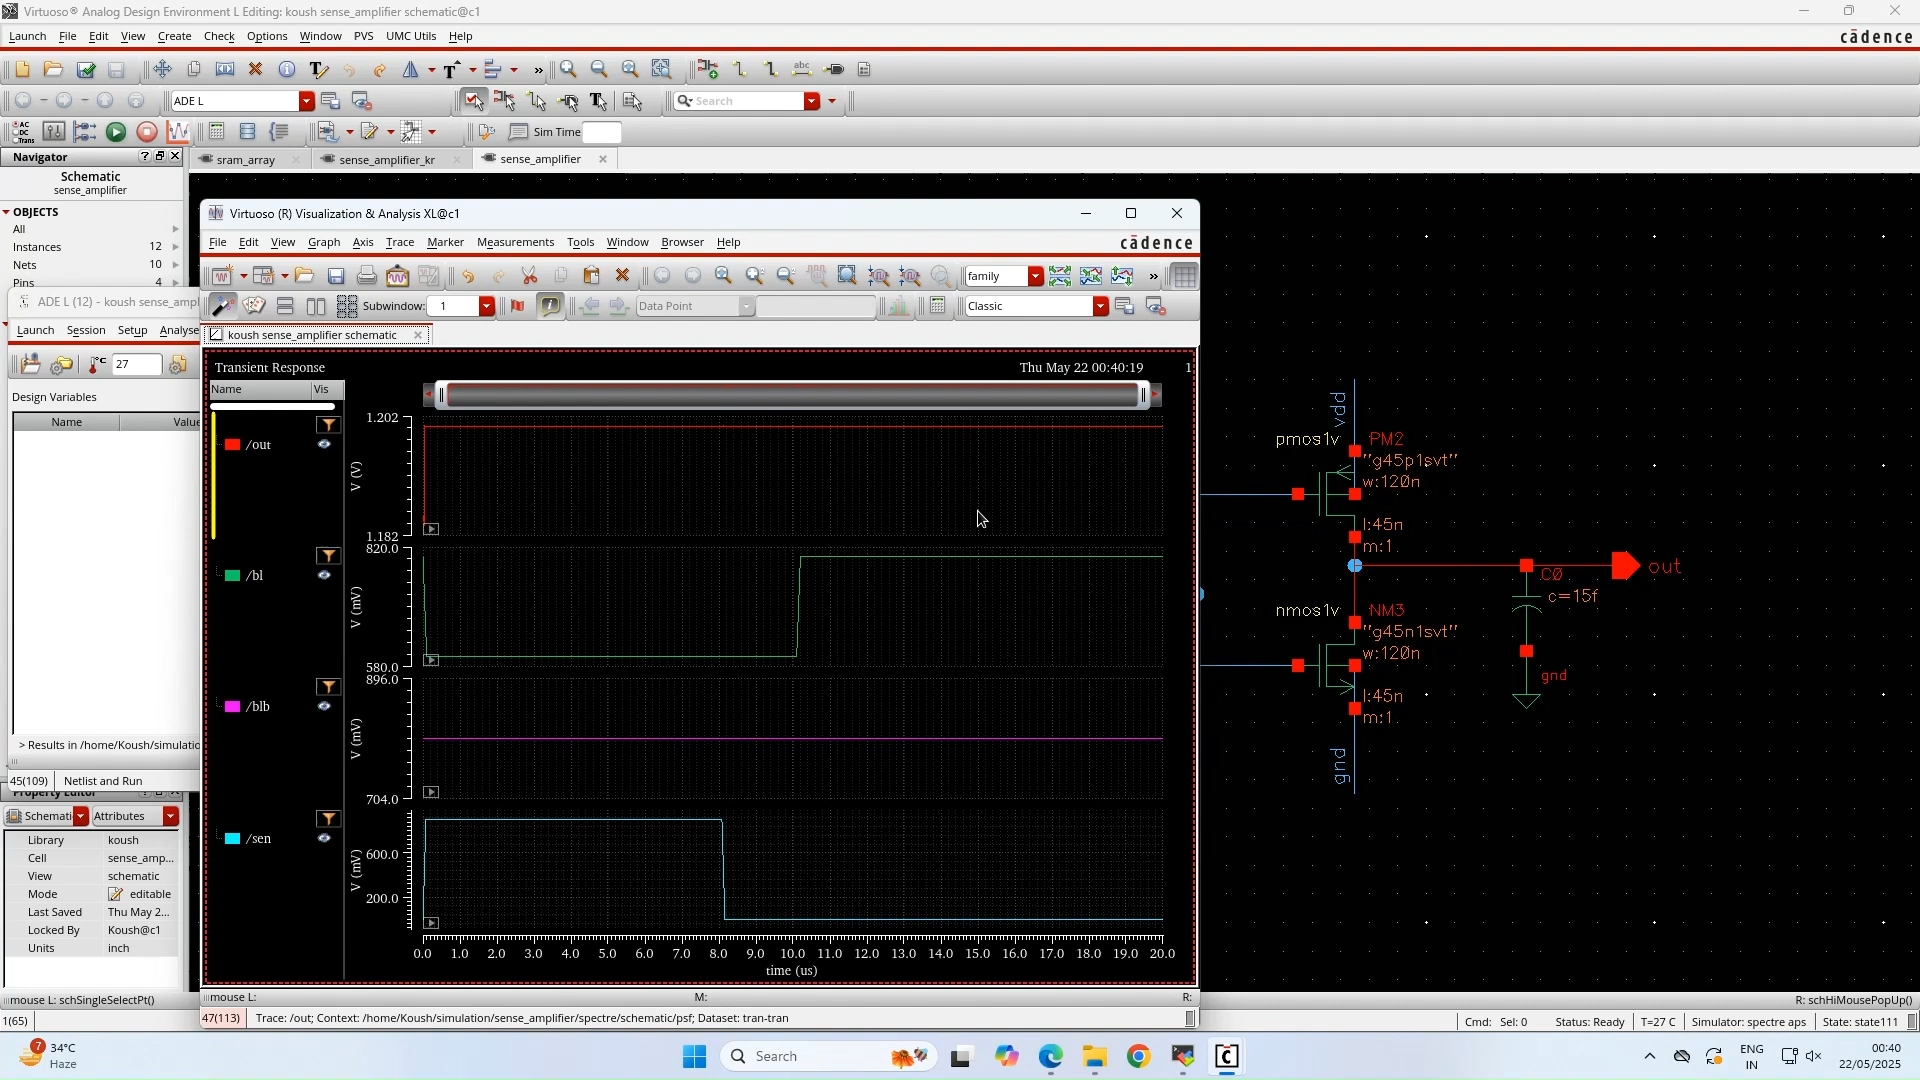 Virtuoso® Analog Design Environment L Editing: koush sense_amplifier schematic@c1
Launch File Edit View Create Check Options Window PVS UMC Utils Help
cādence
ADE L
Search
AC DC Trans
Sim Time
Navigator
sram_array
sense_amplifier_kr
sense_amplifier
Schematic
sense_amplifier
OBJECTS
All
Instances 12
Nets 10
Pins 4
ADE L (12) - koush sense_ampl
Launch Session Setup Analyse
°C 27
Design Variables
Name Value
> Results in /home/Koush/simulatio
45(109) Netlist and Run
Property Editor
Schemati Attributes
Library koush
Cell sense_amp...
View schematic
Mode editable
Last Saved Thu May 2...
Locked By Koush@c1
Units inch
mouse L: schSingleSelectPt()
1(65)
Virtuoso (R) Visualization & Analysis XL@c1
File Edit View Graph Axis Trace Marker Measurements Tools Window Browser Help
cādence
family
Subwindow: 1
Data Point
Classic
koush sense_amplifier schematic
Transient Response
Thu May 22 00:40:19 1
Name Vis
/out
V (V)
1.202
1.182
/bl
V (mV)
820.0
580.0
/blb
V (mV)
896.0
704.0
/sen
V (mV)
600.0
200.0
0.0 1.0 2.0 3.0 4.0 5.0 6.0 7.0 8.0 9.0 10.0 11.0 12.0 13.0 14.0 15.0 16.0 17.0 18.0 19.0 20.0
time (us)
mouse L: M: R:
47(113) Trace: /out; Context: /home/Koush/simulation/sense_amplifier/spectre/schematic/psf; Dataset: tran-tran
vdd
pmos1v PM2
"g45p1svt"
w:120n
l:45n
m:1
out
C0
c=15f
gnd
nmos1v NM3
"g45n1svt"
w:120n
l:45n
m:1
gnd
R: schHiMousePopUp()
Cmd: Sel: 0 Status: Ready T=27 C Simulator: spectre aps State: state111
7
34°C
Haze
Search
ENG
IN
00:40
22/05/2025